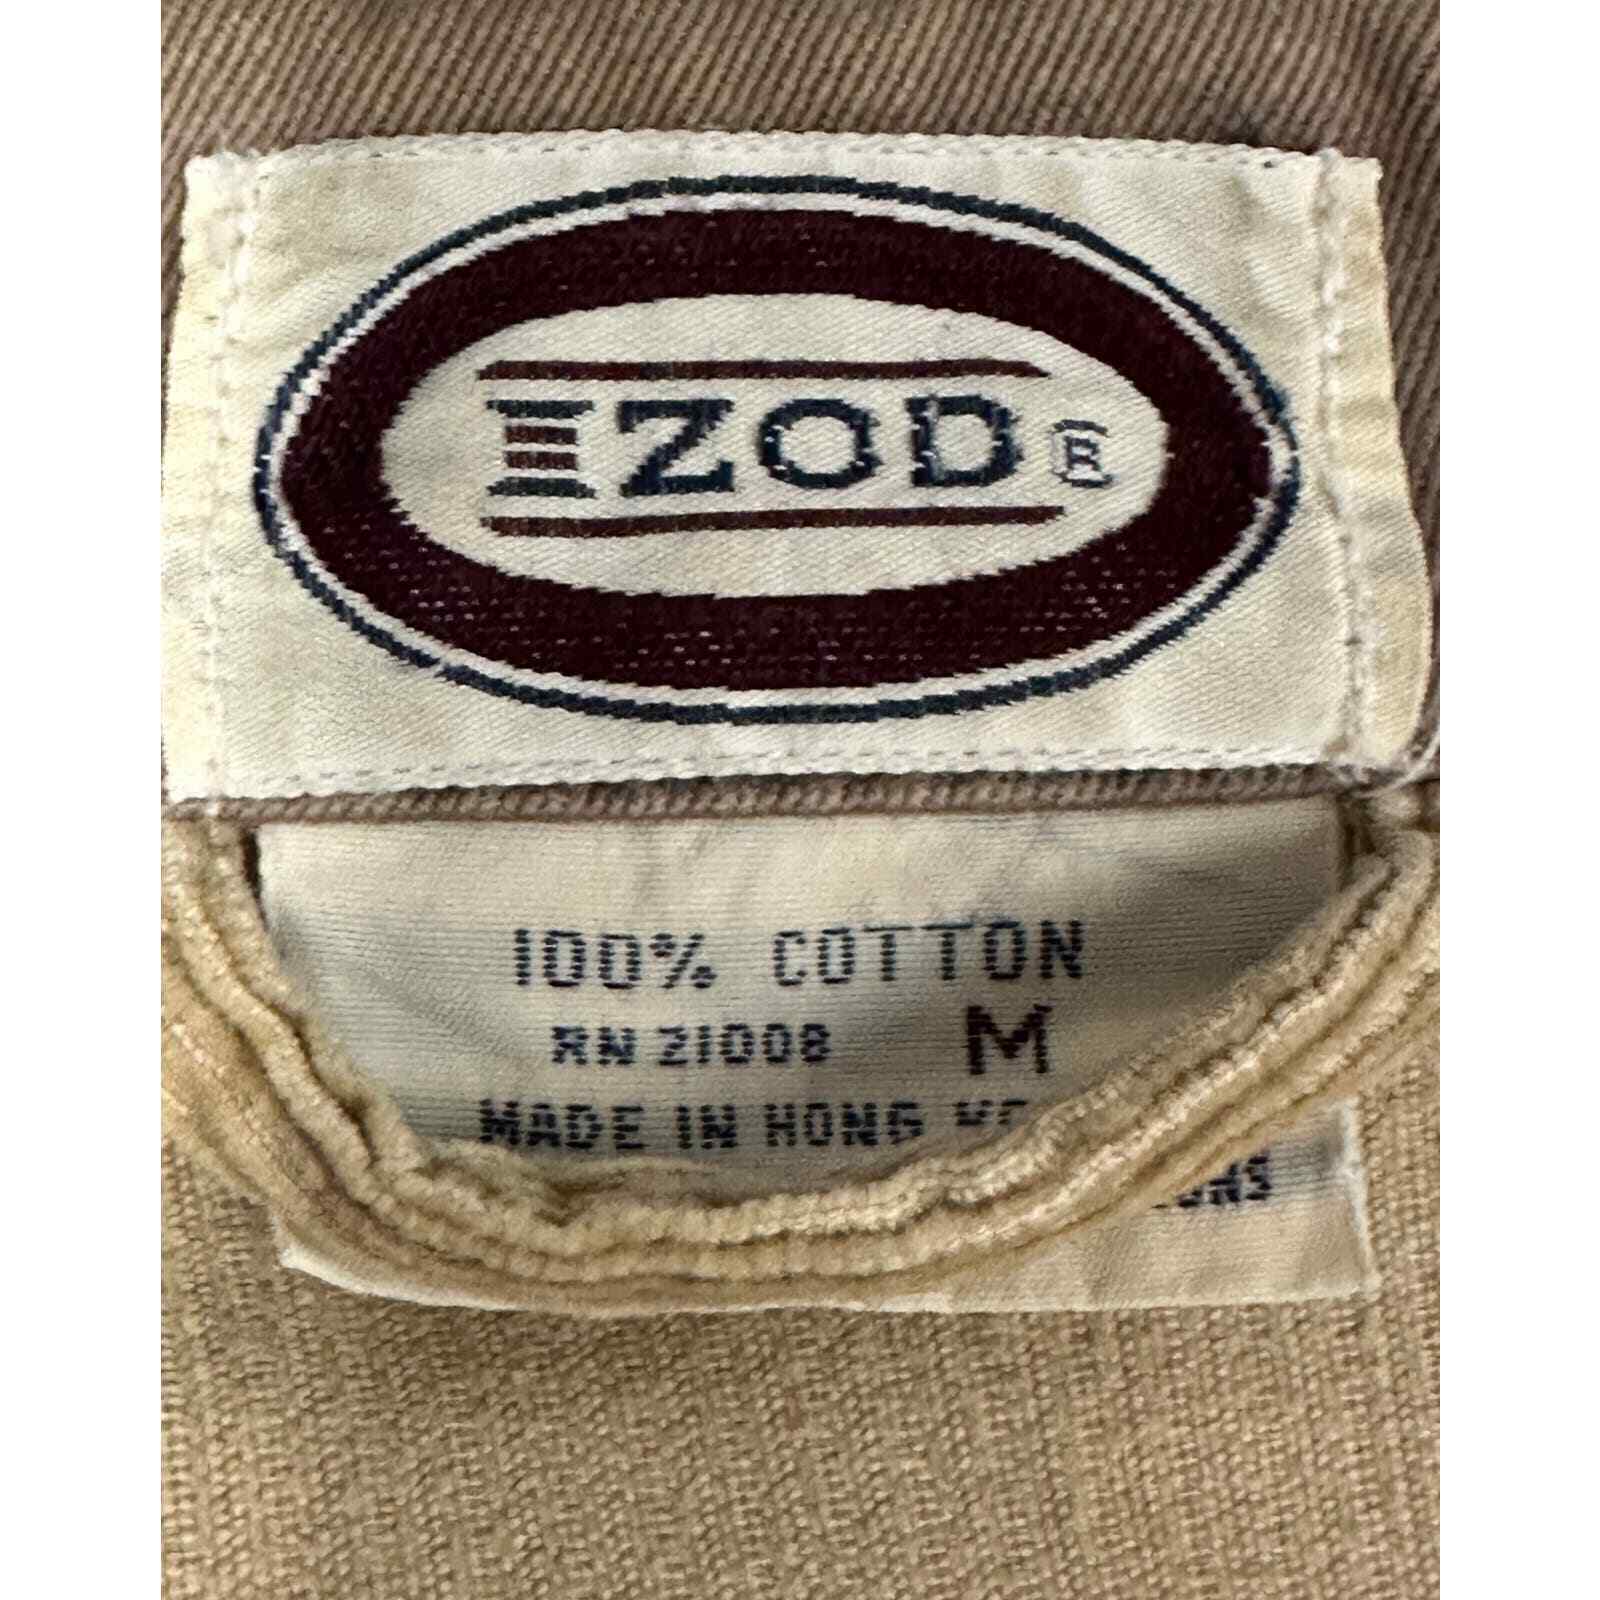 IZOD ®
100% COTTON
RN 21008 M
MADE IN HONG